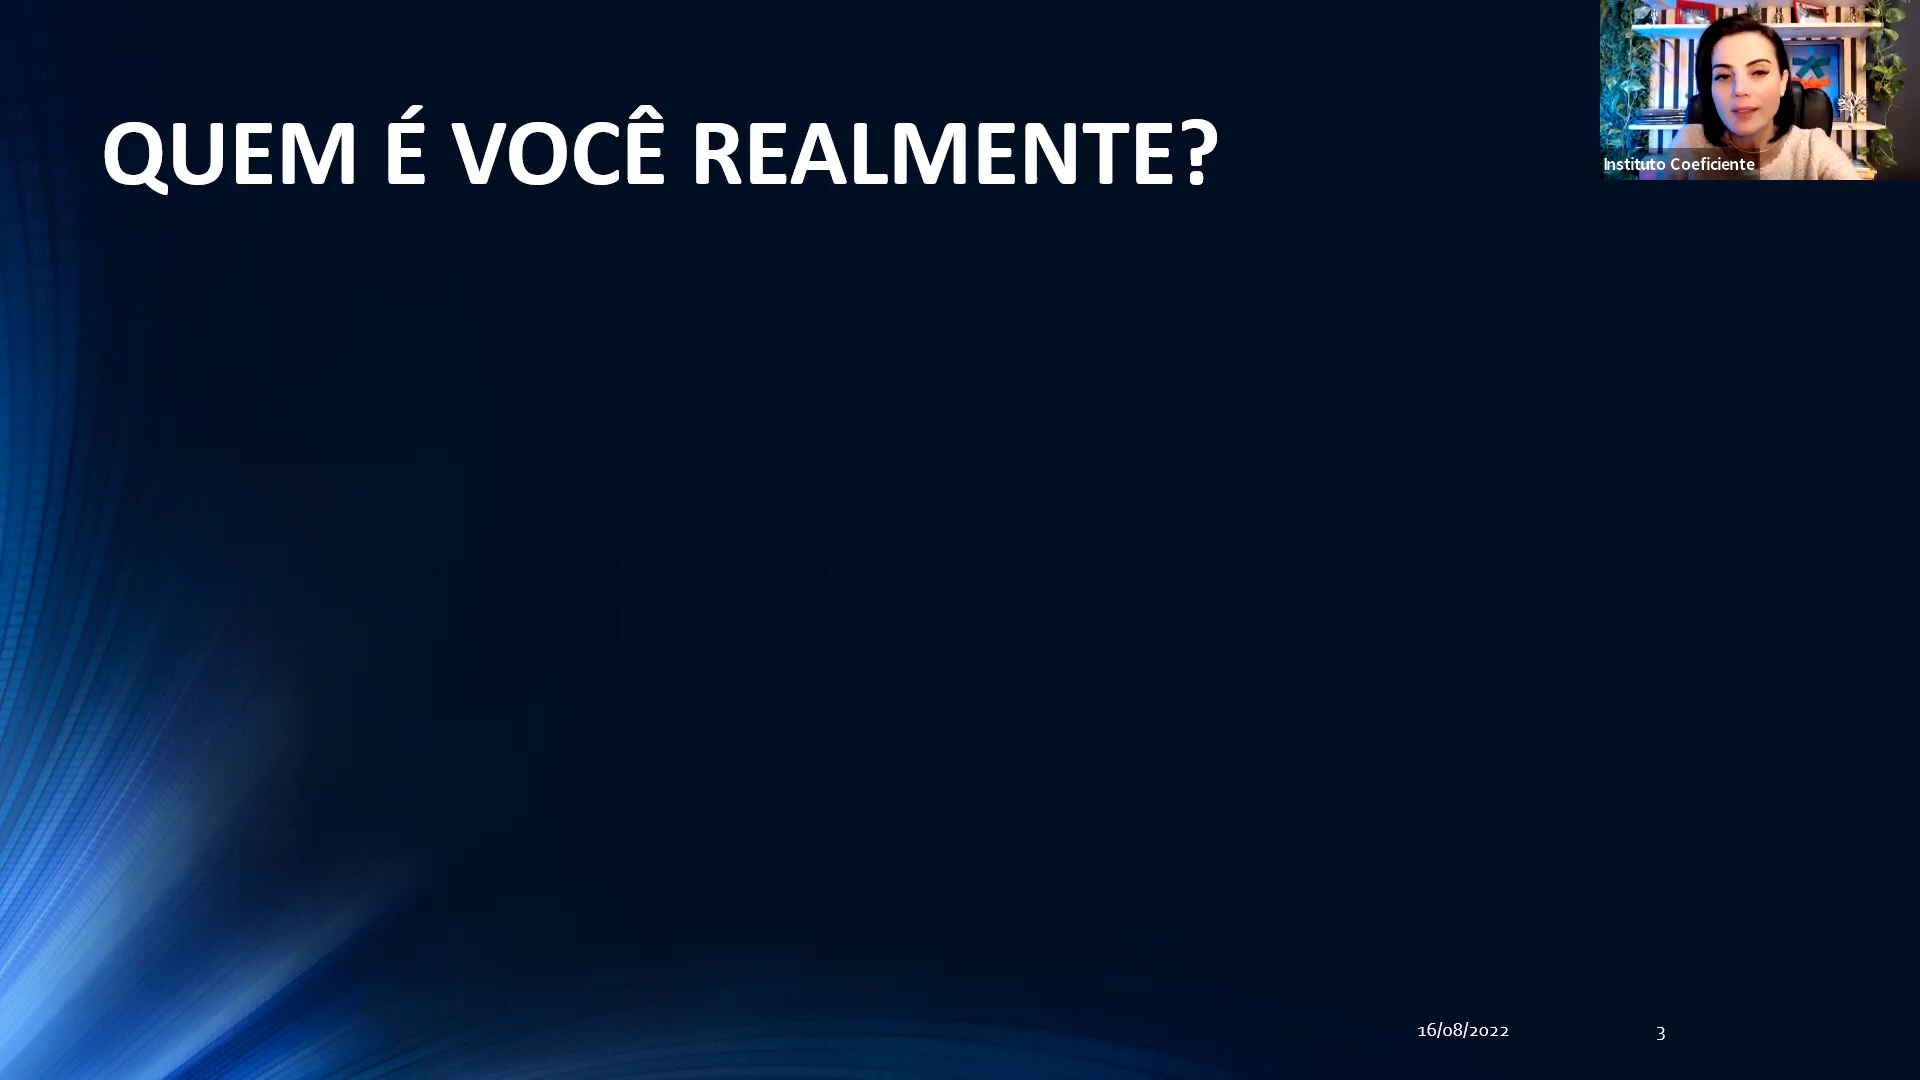 QUEM É VOCÊ REALMENTE?
Instituto Coeficiente
16/08/2022
3